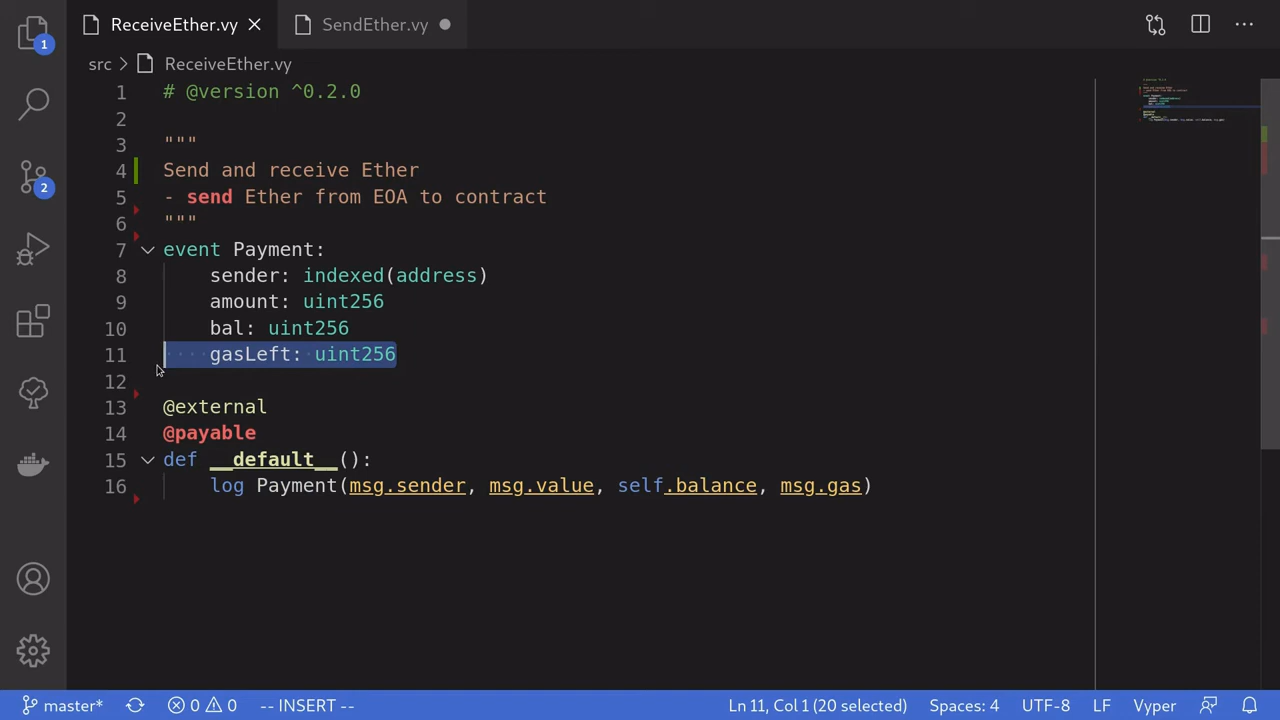 ReceiveEther.vy
SendEther.vy
src > ReceiveEther.vy
1 # @version ^0.2.0
2
3 """
4 Send and receive Ether
5 - send Ether from EOA to contract
6 """
7 event Payment:
8     sender: indexed(address)
9     amount: uint256
10     bal: uint256
11     gasLeft: uint256
12
13 @external
14 @payable
15 def __default__():
16     log Payment(msg.sender, msg.value, self.balance, msg.gas)
1
2
master* 0 0 -- INSERT -- Ln 11, Col 1 (20 selected) Spaces: 4 UTF-8 LF Vyper